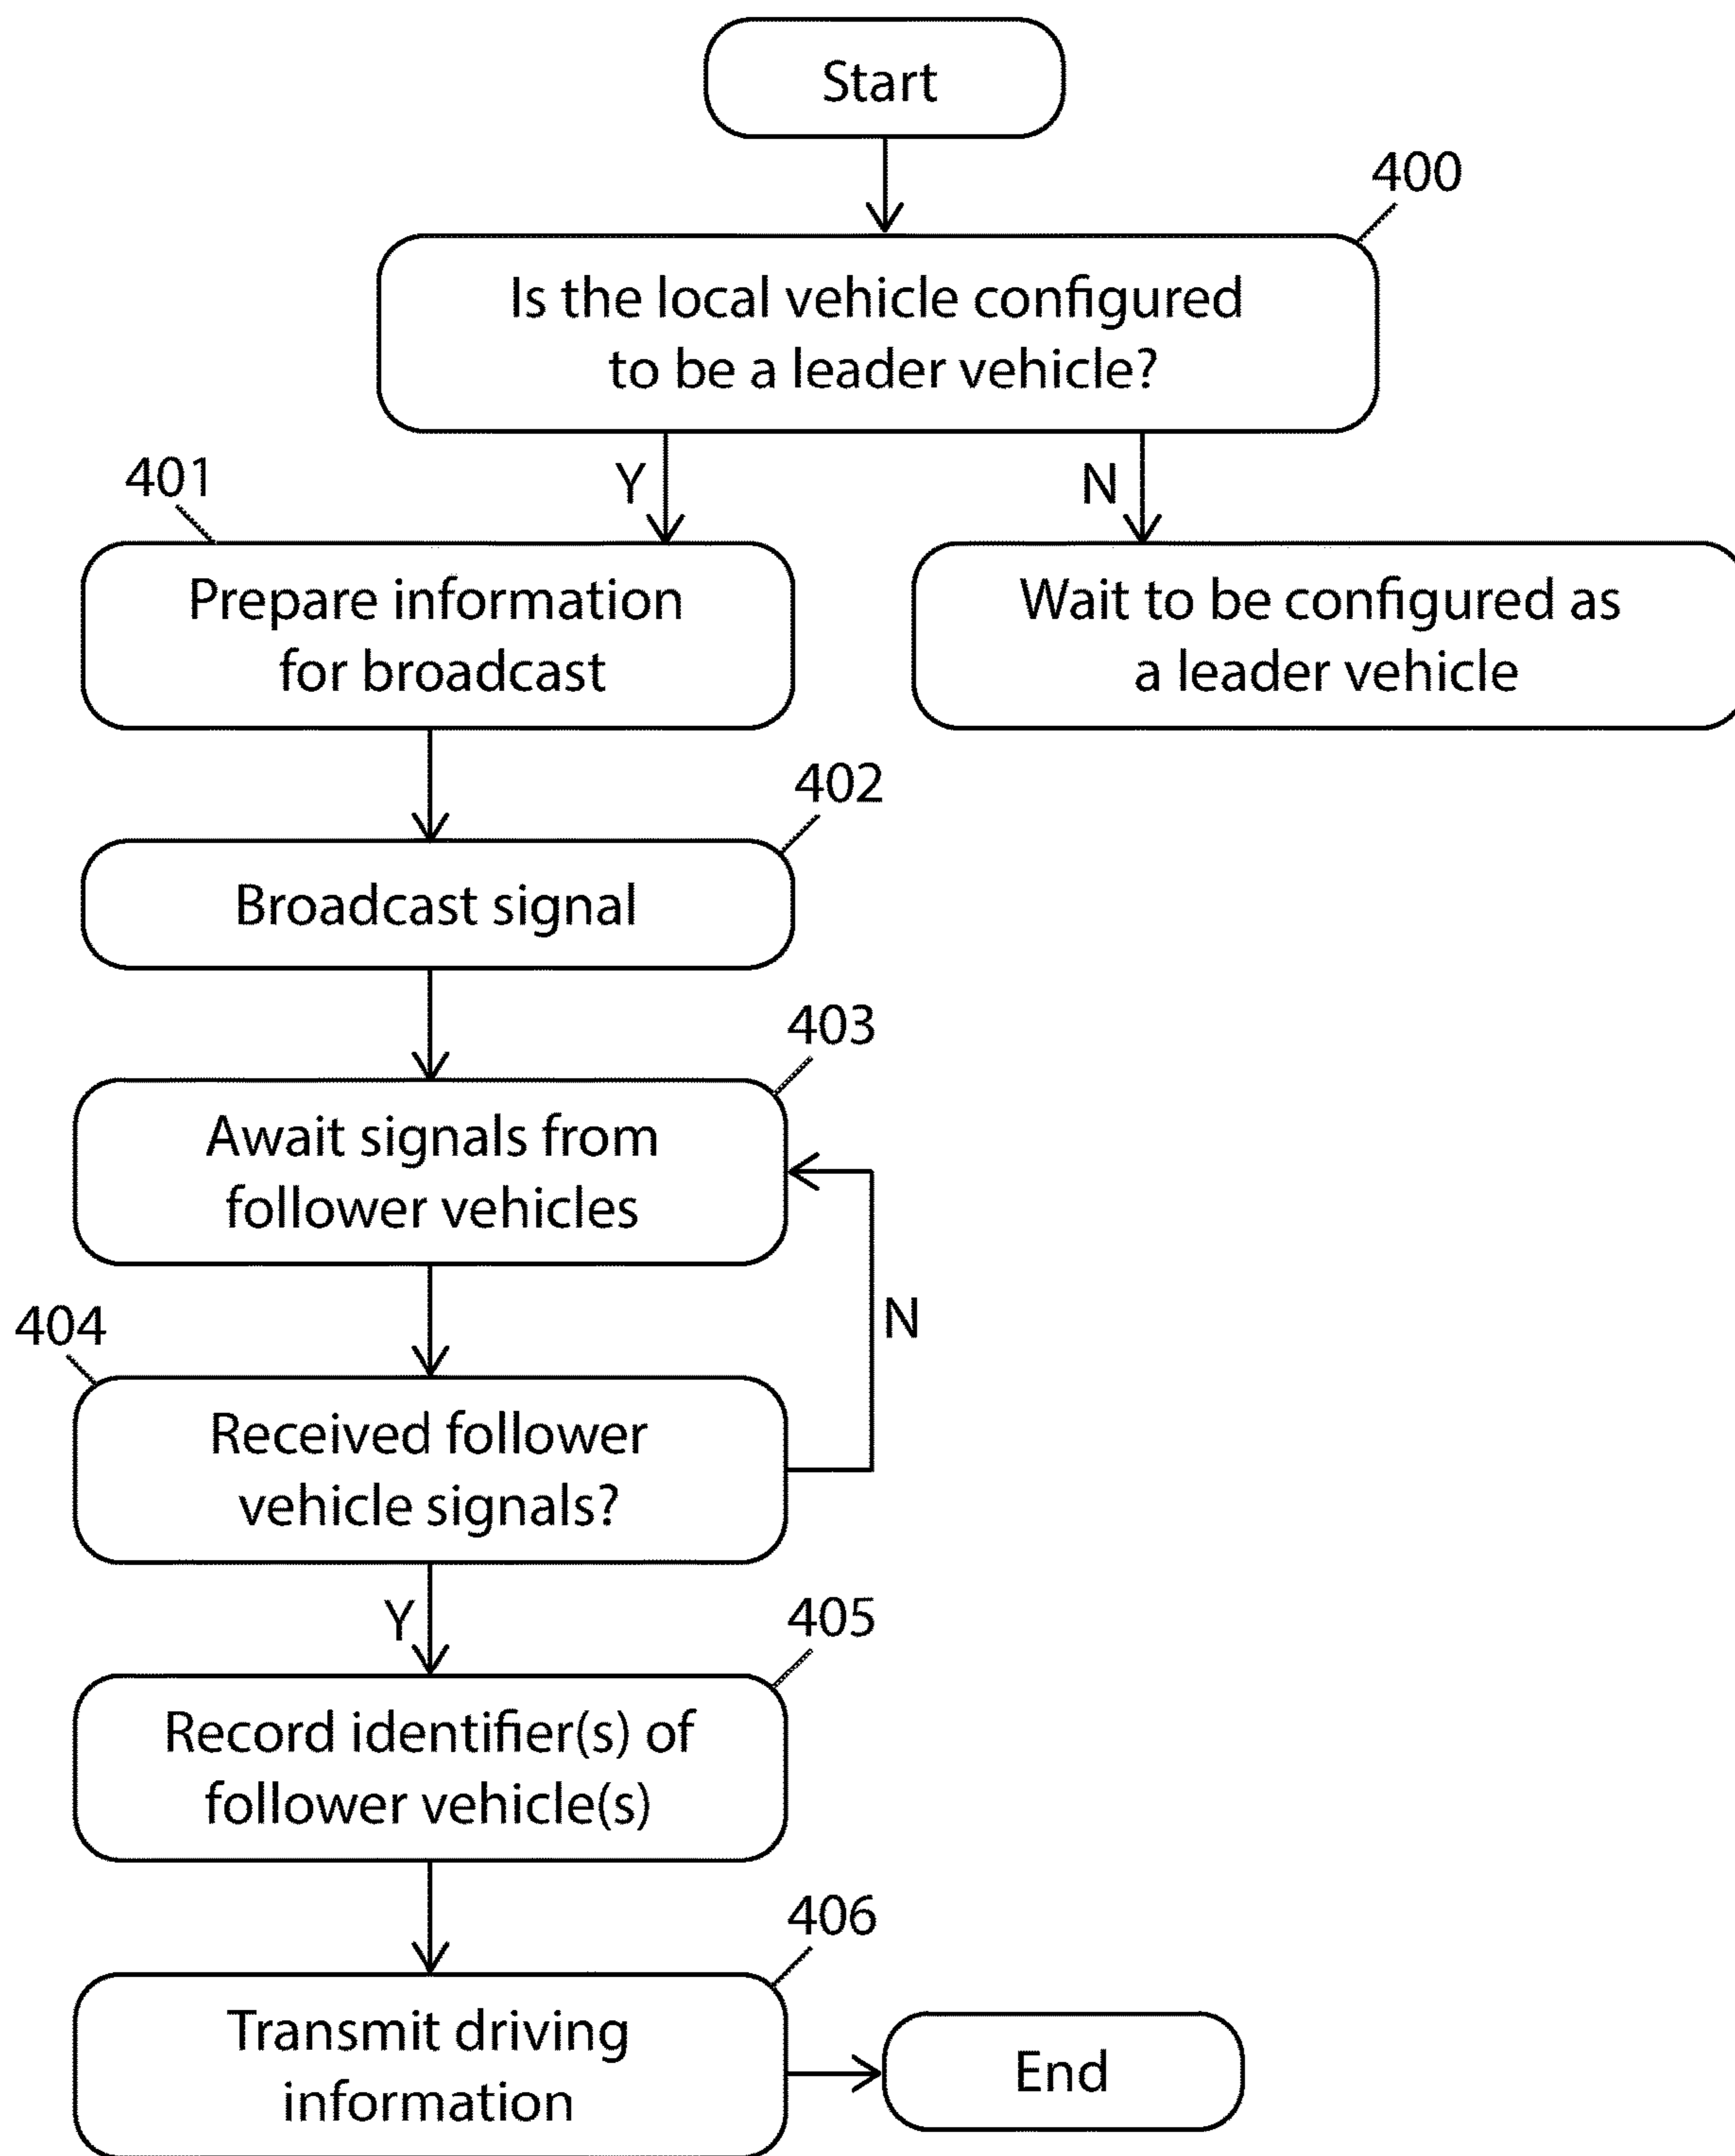 Start
400
Is the local vehicle configured
to be a leader vehicle?
401
Y
N
Prepare information
for broadcast
Wait to be configured as
a leader vehicle
402
Broadcast signal
403
Await signals from
follower vehicles
N
404
Received follower
vehicle signals?
Y
405
Record identifier(s) of
follower vehicle(s)
406
Transmit driving
information
End